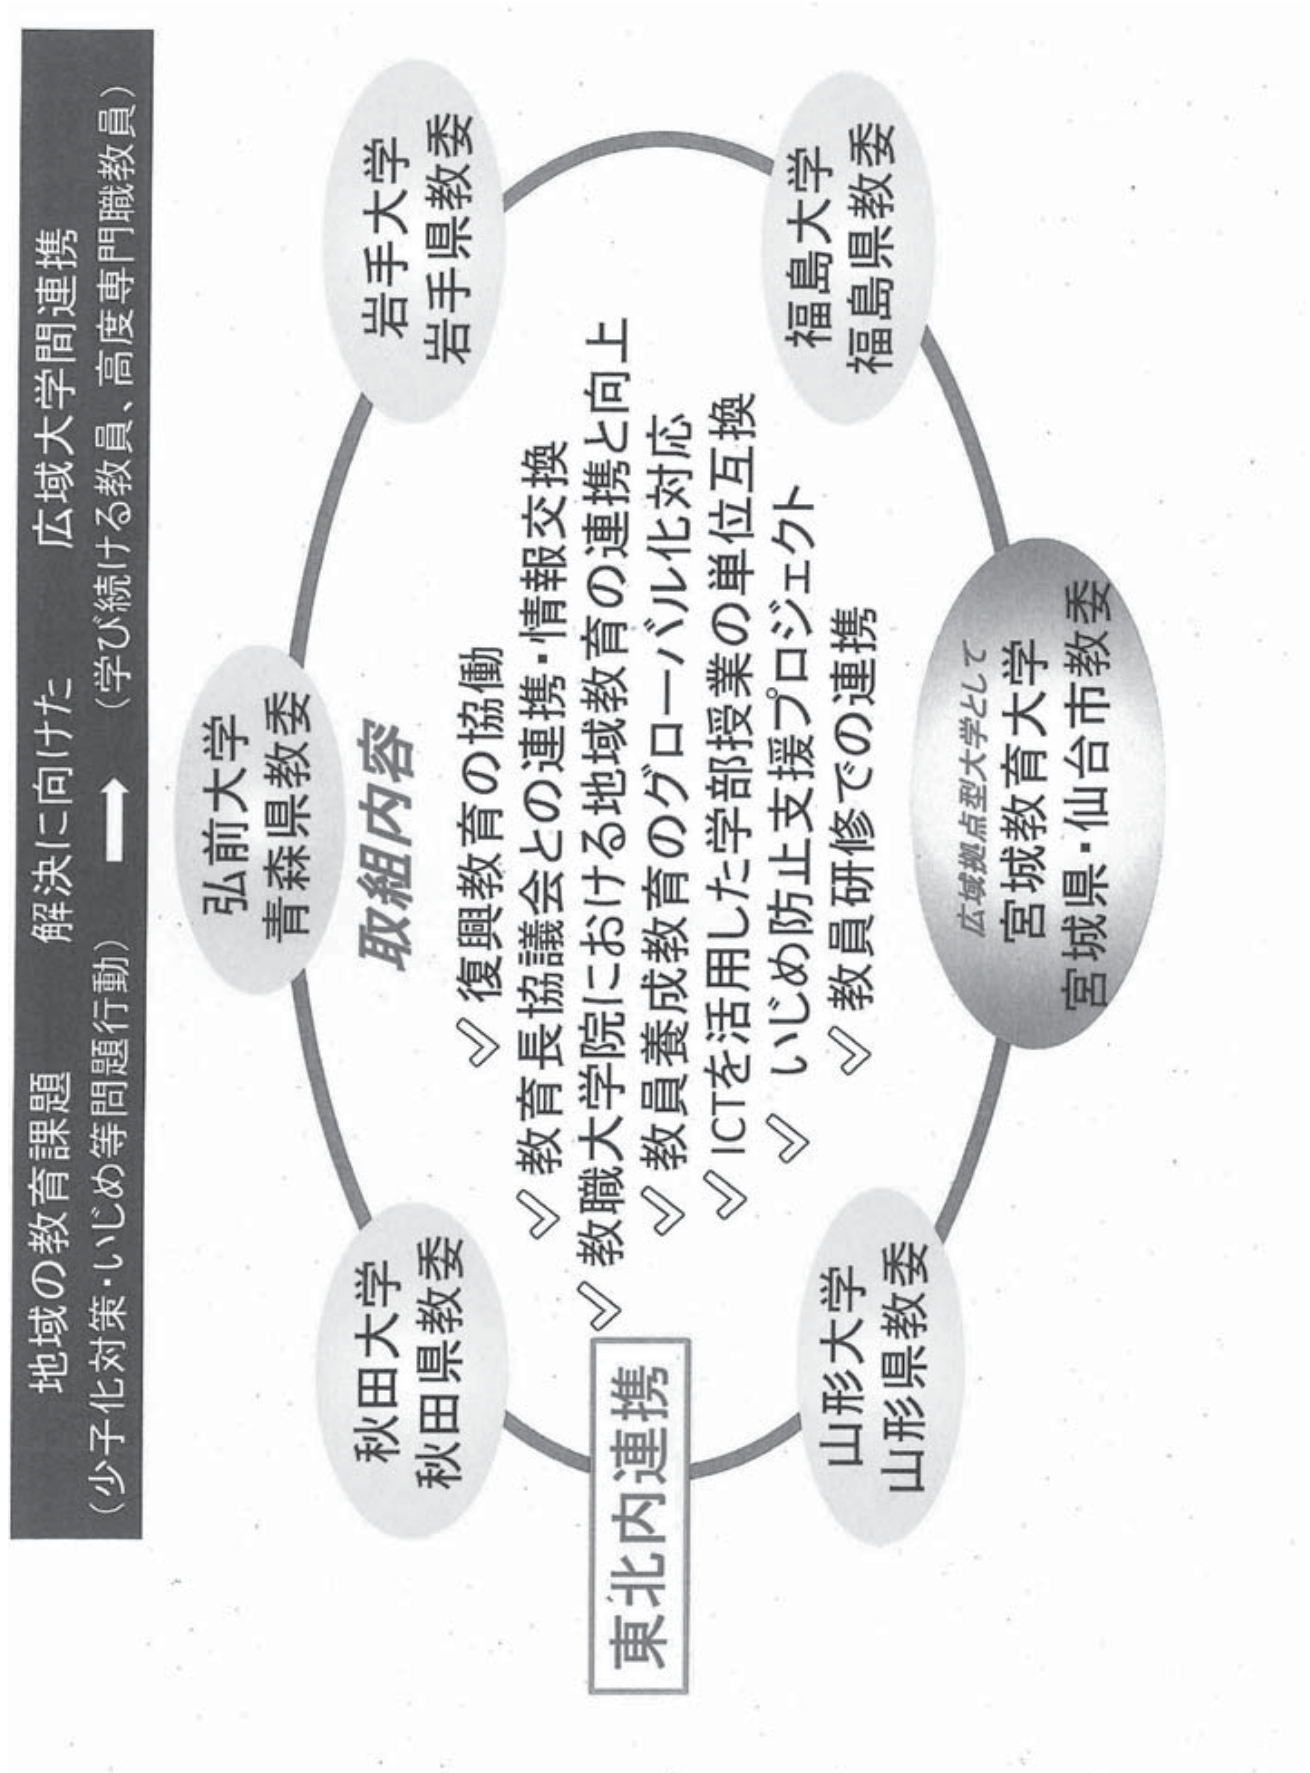 地域の教育課題　解決に向けた　広域大学間連携
(少子化対策・いじめ等問題行動)　➡　(学び続ける教員、高度専門職教員)
弘前大学
青森県教委
秋田大学
秋田県教委
岩手大学
岩手県教委
取組内容
復興教育の協働
教育長協議会との連携・情報交換
教職大学院における地域教育の連携と向上
教員養成教育のグローバル化対応
ICTを活用した学部授業の単位互換
いじめ防止支援プロジェクト
教員研修での連携
東北内連携
山形大学
山形県教委
福島大学
福島県教委
広域拠点型大学として
宮城教育大学
宮城県・仙台市教委